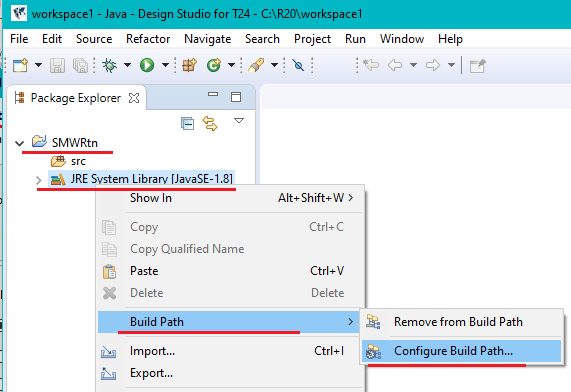 workspace1 - Java - Design Studio for T24 - C:\R20\workspace1
File Edit Source Refactor Navigate Search Project Run Window Help
Package Explorer
SMWRtn
src
JRE System Library [JavaSE-1.8]
Show In Alt+Shift+W >
Copy Ctrl+C
Copy Qualified Name
Paste Ctrl+V
Delete Delete
Build Path >
Remove from Build Path
Configure Build Path...
Import... Ctrl+I
Export...